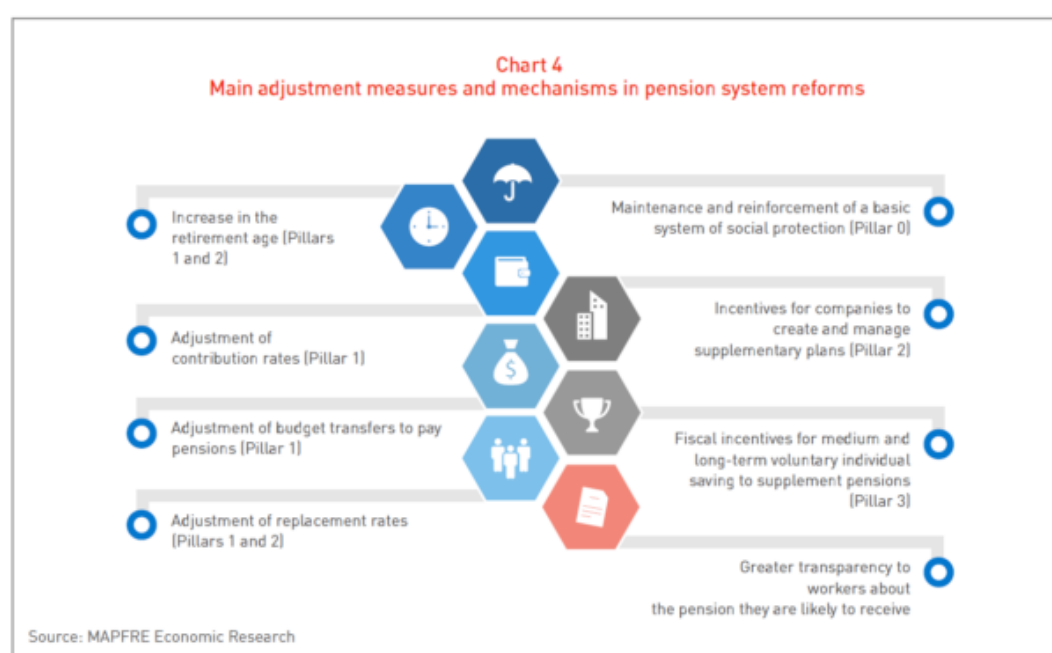 Chart 4
Main adjustment measures and mechanisms in pension system reforms
Increase in the
retirement age (Pillars
1 and 2)
Adjustment of
contribution rates (Pillar 1)
Adjustment of budget transfers to pay
pensions (Pillar 1)
Adjustment of replacement rates
(Pillars 1 and 2)
$
Maintenance and reinforcement of a basic
system of social protection (Pillar 0)
Incentives for companies to
create and manage
supplementary plans (Pillar 2)
Fiscal incentives for medium and
long-term voluntary individual
saving to supplement pensions
(Pillar 3)
Greater transparency to
workers about
the pension they are likely to receive
Source: MAPFRE Economic Research